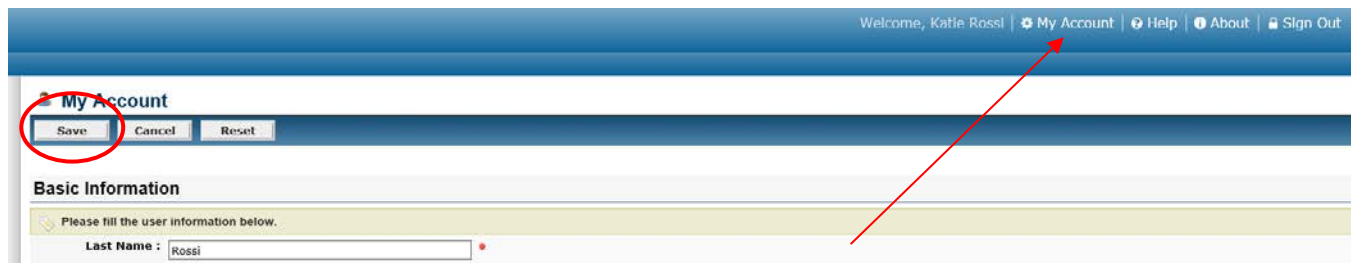 Welcome, Katie Rossi | My Account | Help | About | Sign Out
My Account
Save Cancel Reset
Basic Information
Please fill the user information below.
Last Name : Rossi